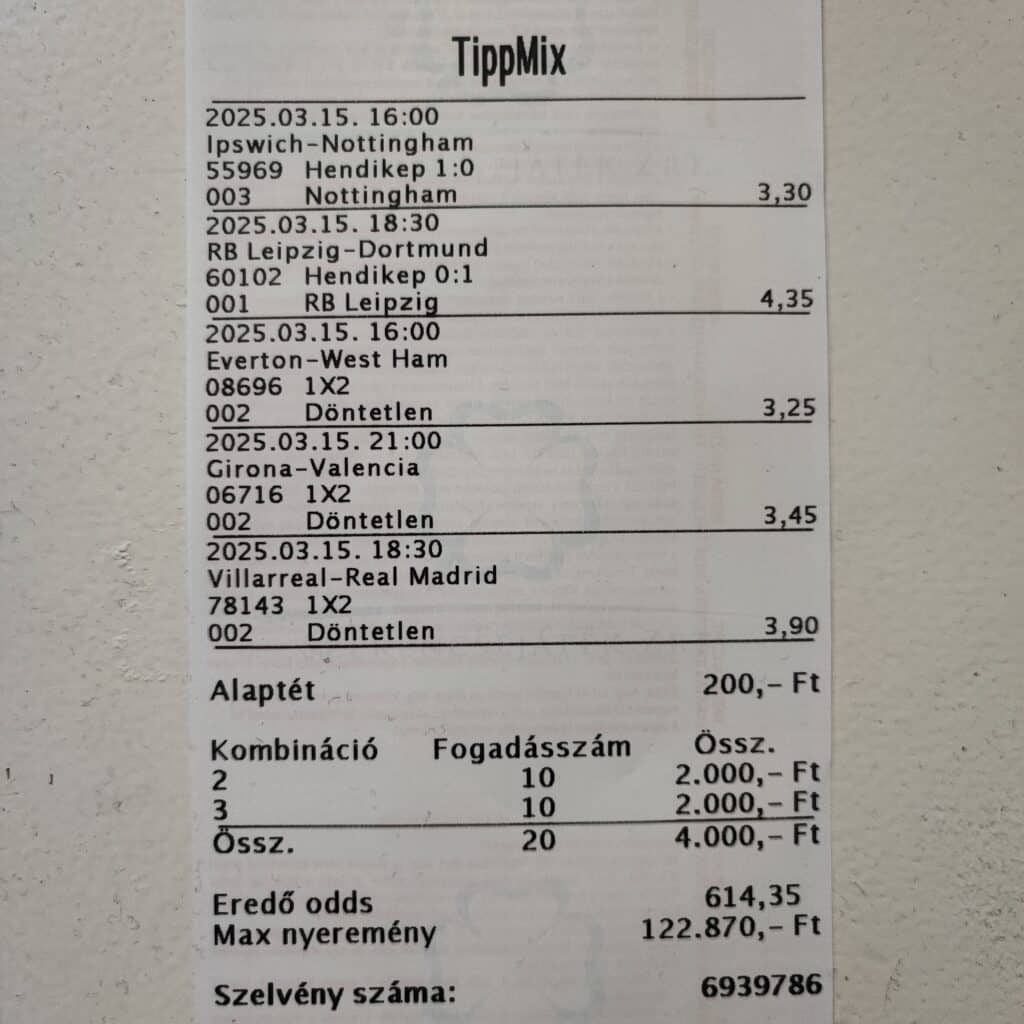 TippMix
2025.03.15. 16:00
Ipswich-Nottingham
55969 Hendikep 1:0
003 Nottingham 3,30
2025.03.15. 18:30
RB Leipzig-Dortmund
60102 Hendikep 0:1
001 RB Leipzig 4,35
2025.03.15. 16:00
Everton-West Ham
08696 1X2
002 Döntetlen 3,25
2025.03.15. 21:00
Girona-Valencia
06716 1X2
002 Döntetlen 3,45
2025.03.15. 18:30
Villarreal-Real Madrid
78143 1X2
002 Döntetlen 3,90
Alaptét 200,- Ft
Kombináció Fogadásszám Össz.
2 10 2.000,- Ft
3 10 2.000,- Ft
Össz. 20 4.000,- Ft
Eredő odds 614,35
Max nyeremény 122.870,- Ft
Szelvény száma: 6939786